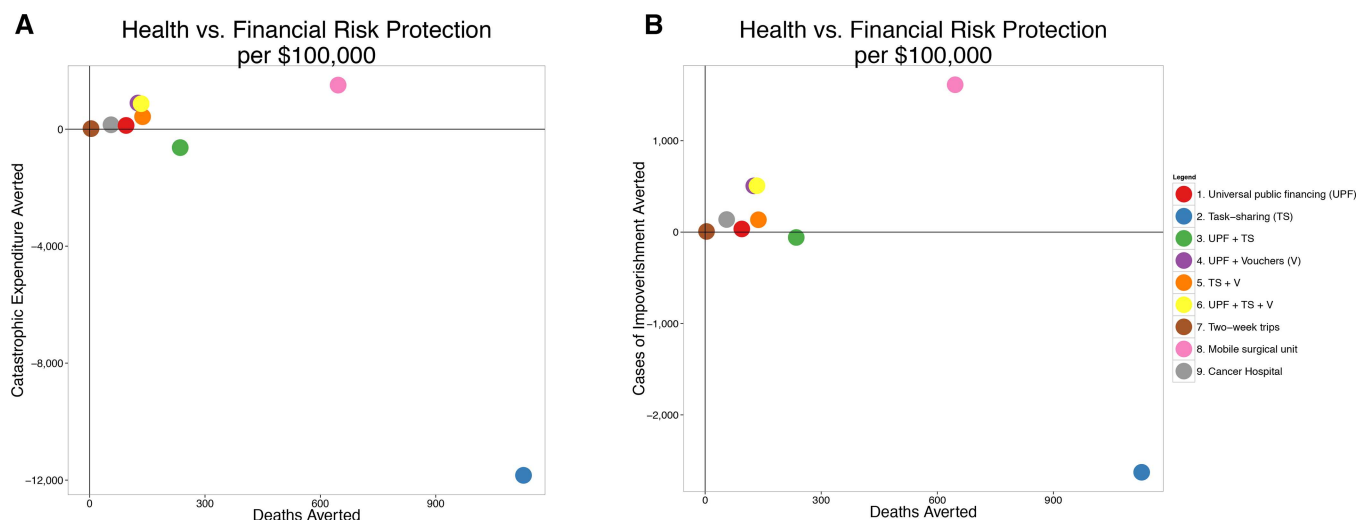 A
Health vs. Financial Risk Protection
per $100,000
Catastrophic Expenditure Averted
0
−4,000
−8,000
−12,000
0
300
600
900
Deaths Averted
B
Health vs. Financial Risk Protection
per $100,000
Cases of Impoverishment Averted
1,000
0
−1,000
−2,000
0
300
600
900
Deaths Averted
Legend
1. Universal public financing (UPF)
2. Task−sharing (TS)
3. UPF + TS
4. UPF + Vouchers (V)
5. TS + V
6. UPF + TS + V
7. Two−week trips
8. Mobile surgical unit
9. Cancer Hospital